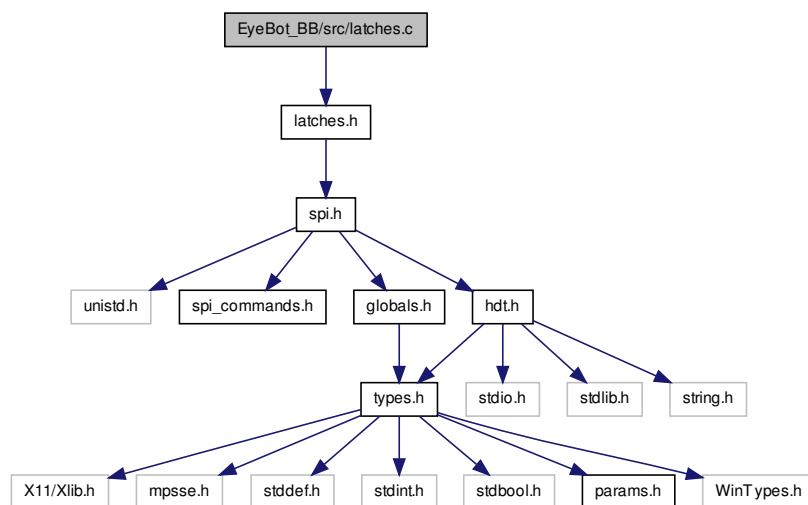 EyeBot_BB/src/latches.c
latches.h
spi.h
unistd.h
spi_commands.h
globals.h
hdt.h
types.h
stdio.h
stdlib.h
string.h
X11/Xlib.h
mpsse.h
stddef.h
stdint.h
stdbool.h
params.h
WinTypes.h